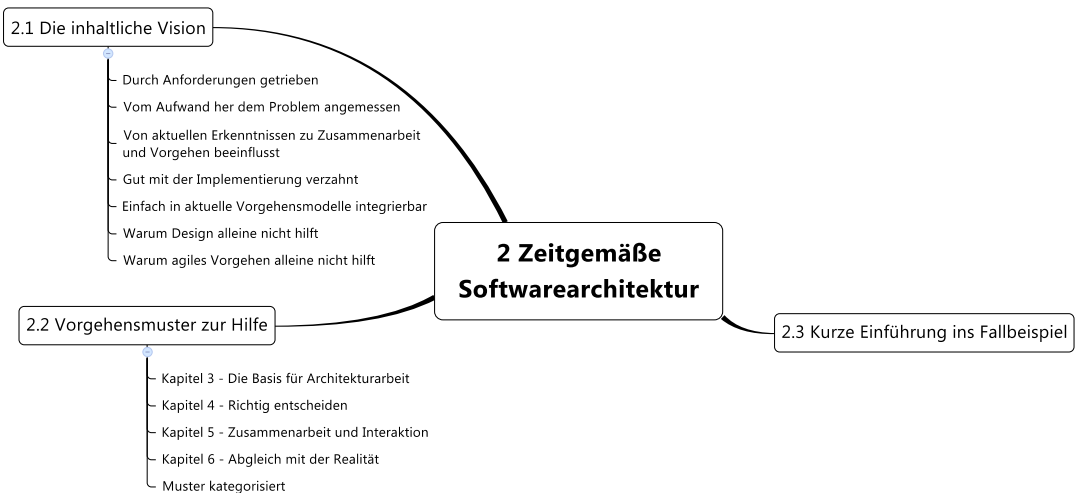 2.1 Die inhaltliche Vision
Durch Anforderungen getrieben
Vom Aufwand her dem Problem angemessen
Von aktuellen Erkenntnissen zu Zusammenarbeit
und Vorgehen beeinflusst
Gut mit der Implementierung verzahnt
Einfach in aktuelle Vorgehensmodelle integrierbar
Warum Design alleine nicht hilft
Warum agiles Vorgehen alleine nicht hilft
2 Zeitgemäße
Softwarearchitektur
2.2 Vorgehensmuster zur Hilfe
Kapitel 3 - Die Basis für Architekturarbeit
Kapitel 4 - Richtig entscheiden
Kapitel 5 - Zusammenarbeit und Interaktion
Kapitel 6 - Abgleich mit der Realität
Muster kategorisiert
2.3 Kurze Einführung ins Fallbeispiel